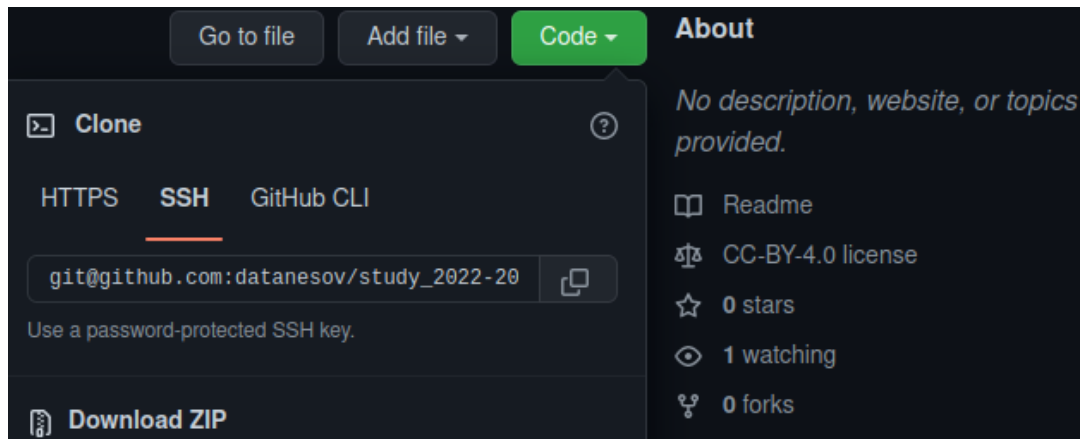 Go to file
Add file
Code
Clone
HTTPS
SSH
GitHub CLI
git@github.com:datanesov/study_2022-20
Use a password-protected SSH key.
Download ZIP
About
No description, website, or topics
provided.
Readme
CC-BY-4.0 license
0 stars
1 watching
0 forks